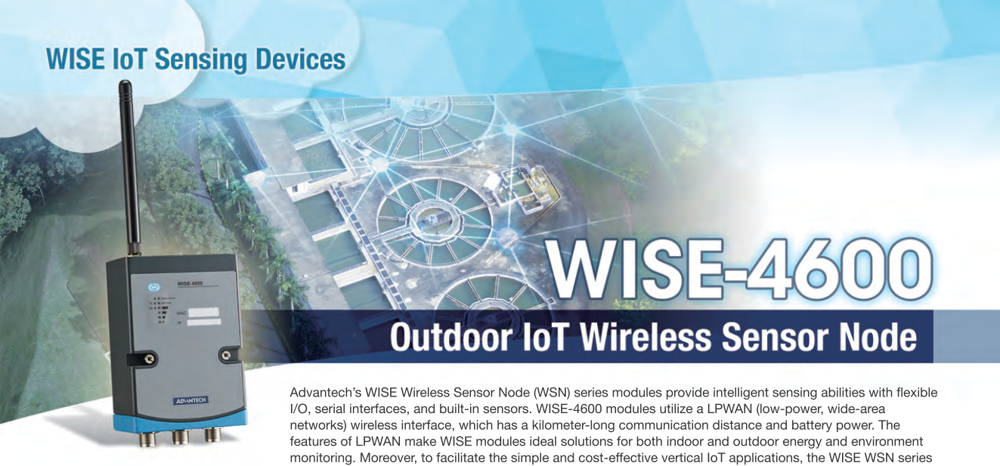 WISE IoT Sensing Devices
WISE-4600
MAC
IP
ADVANTECH
WISE-4600
Outdoor IoT Wireless Sensor Node
Advantech’s WISE Wireless Sensor Node (WSN) series modules provide intelligent sensing abilities with flexible
I/O, serial interfaces, and built-in sensors. WISE-4600 modules utilize a LPWAN (low-power, wide-area
networks) wireless interface, which has a kilometer-long communication distance and battery power. The
features of LPWAN make WISE modules ideal solutions for both indoor and outdoor energy and environment
monitoring. Moreover, to facilitate the simple and cost-effective vertical IoT applications, the WISE WSN series